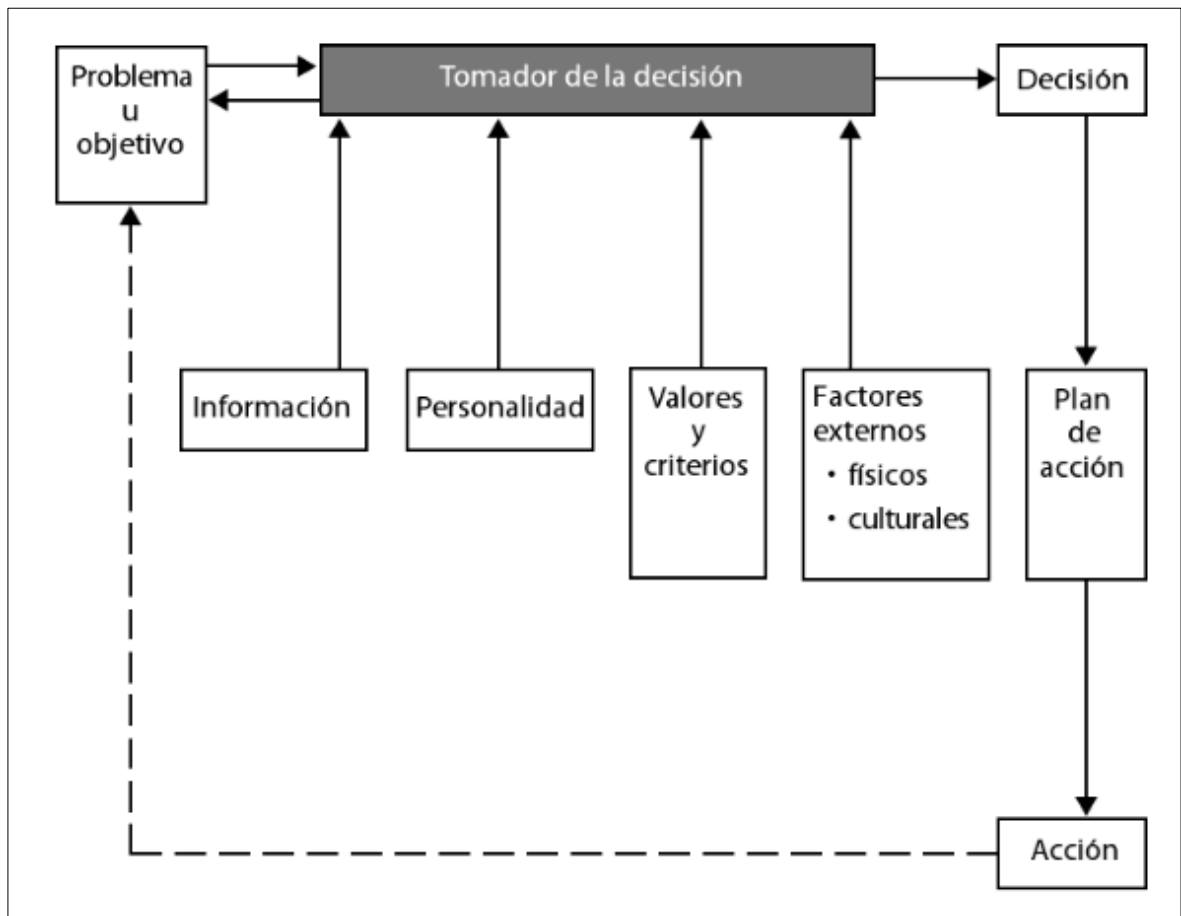 Problema
u
objetivo
Tomador de la decisión
Decisión
Información
Personalidad
Valores
y
criterios
Factores
externos
• físicos
• culturales
Plan
de
acción
Acción